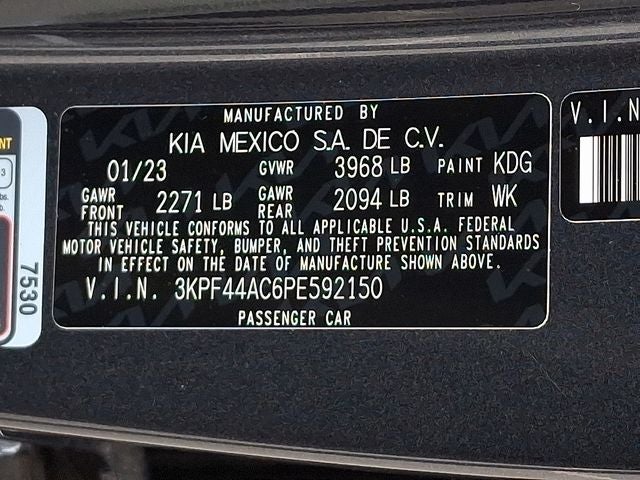 MANUFACTURED BY
KIA MEXICO S.A. DE C.V.
01/23 GVWR 3968 LB PAINT KDG
GAWR FRONT 2271 LB GAWR REAR 2094 LB TRIM WK
THIS VEHICLE CONFORMS TO ALL APPLICABLE U.S.A. FEDERAL
MOTOR VEHICLE SAFETY, BUMPER, AND THEFT PREVENTION STANDARDS
IN EFFECT ON THE DATE OF MANUFACTURE SHOWN ABOVE.
V.I.N. 3KPF44AC6PE592150
PASSENGER CAR
V.I.N
7530
3